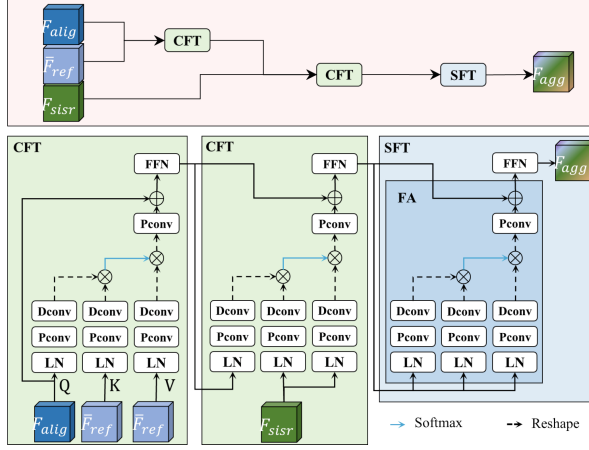 F_alig
F̅_ref
F_sisr
CFT
CFT
SFT
F_agg
CFT
FFN
Pconv
Dconv Dconv Dconv
Pconv Pconv Pconv
LN LN LN
Q K V
F_alig F̅_ref F̅_ref
CFT
FFN
Pconv
Dconv Dconv Dconv
Pconv Pconv Pconv
LN LN LN
F_sisr
SFT
FFN
F_agg
FA
Pconv
Dconv Dconv Dconv
Pconv Pconv Pconv
LN LN LN
Softmax Reshape